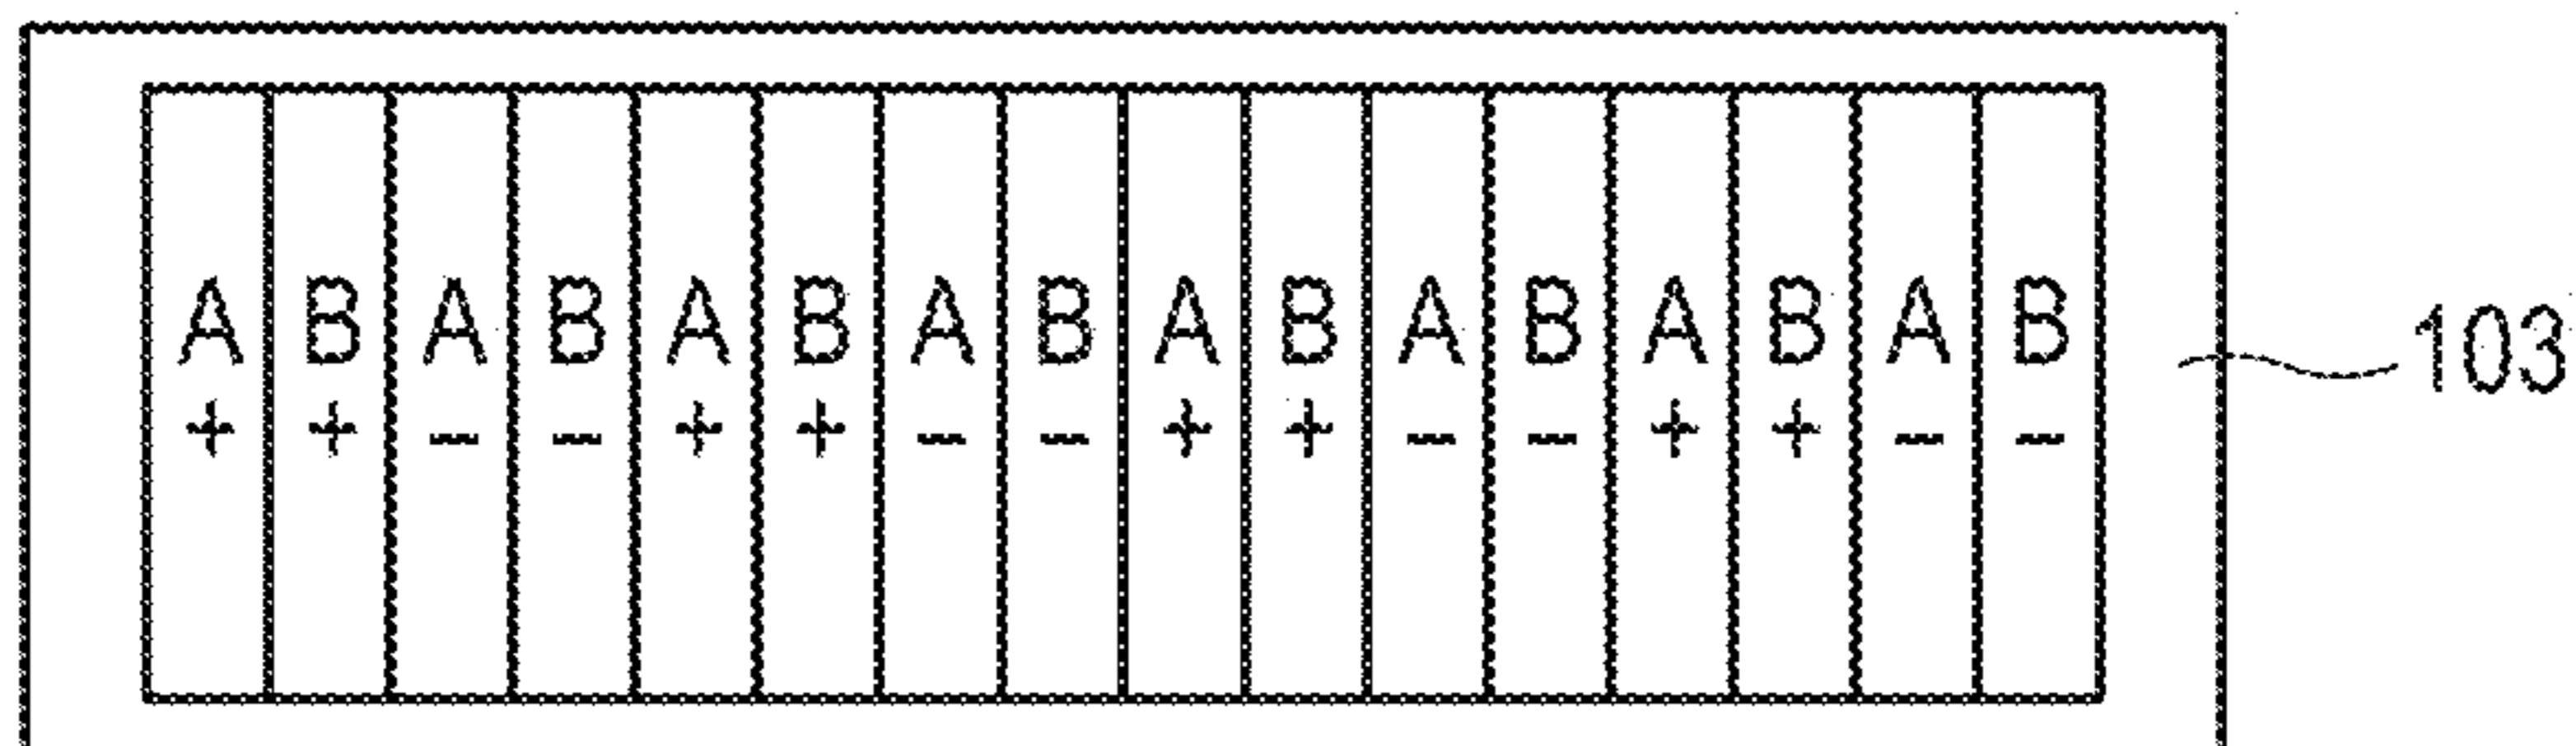 A B A B A B A B A B A B A B A B
+ + - - + + - - + + - - + + - -
103